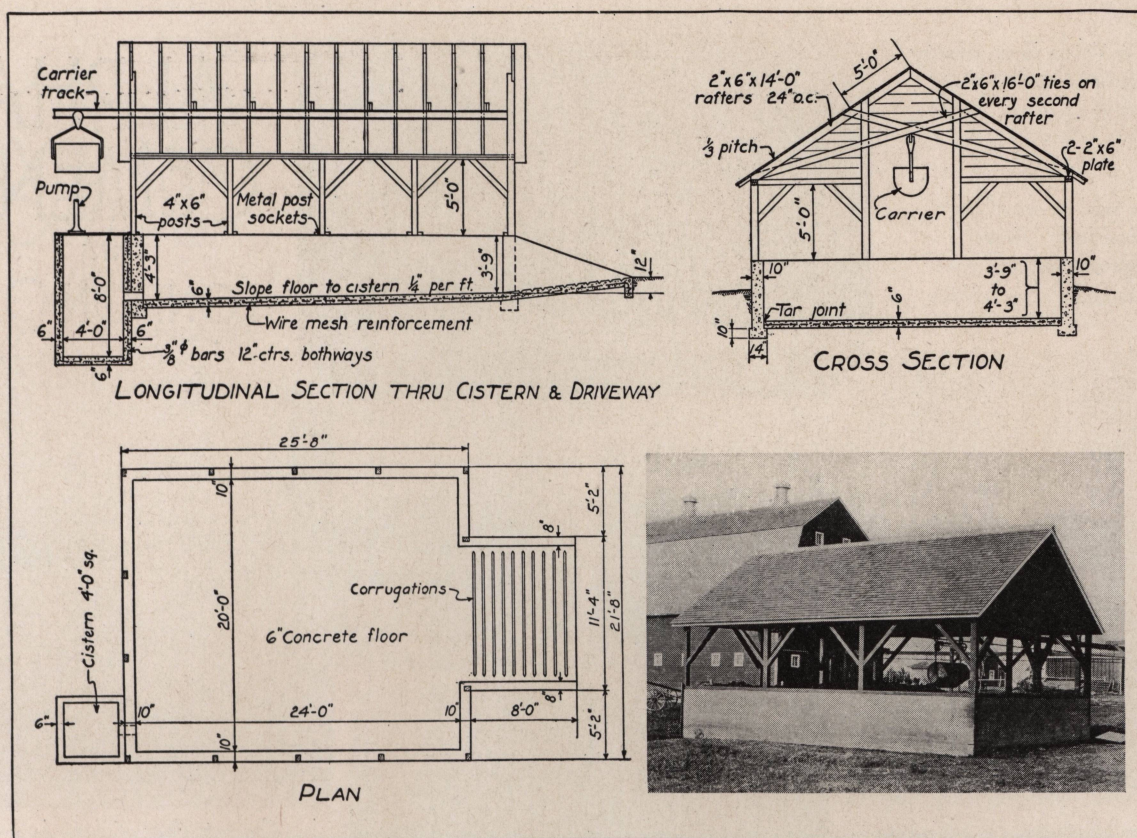 Carrier
track
Pump
4"x6"
posts
Metal post
sockets
5'-0"
4'-3"
3'-9"
12"
8'-0"
6"
Slope floor to cistern 1/4" per ft.
6"
4'-0"
6"
Wire mesh reinforcement
3/8" ϕ bars 12" ctrs. bothways
6"
LONGITUDINAL SECTION THRU CISTERN & DRIVEWAY
5'-0"
2"x6"x14'-0"
rafters 24" o.c.
2"x6"x16'-0" ties on
every second
rafter
1/3 pitch
2-2"x6"
plate
Carrier
5'-0"
10"
3'-9"
to
4'-3"
10"
Tar joint
6"
10"
14"
CROSS SECTION
25'-8"
10"
5'-2"
8"
Cistern 4'-0" sq.
20'-0"
6" Concrete floor
Corrugations
11'-4"
21'-8"
8"
6"
10"
24'-0"
10"
8'-0"
10"
5'-2"
PLAN